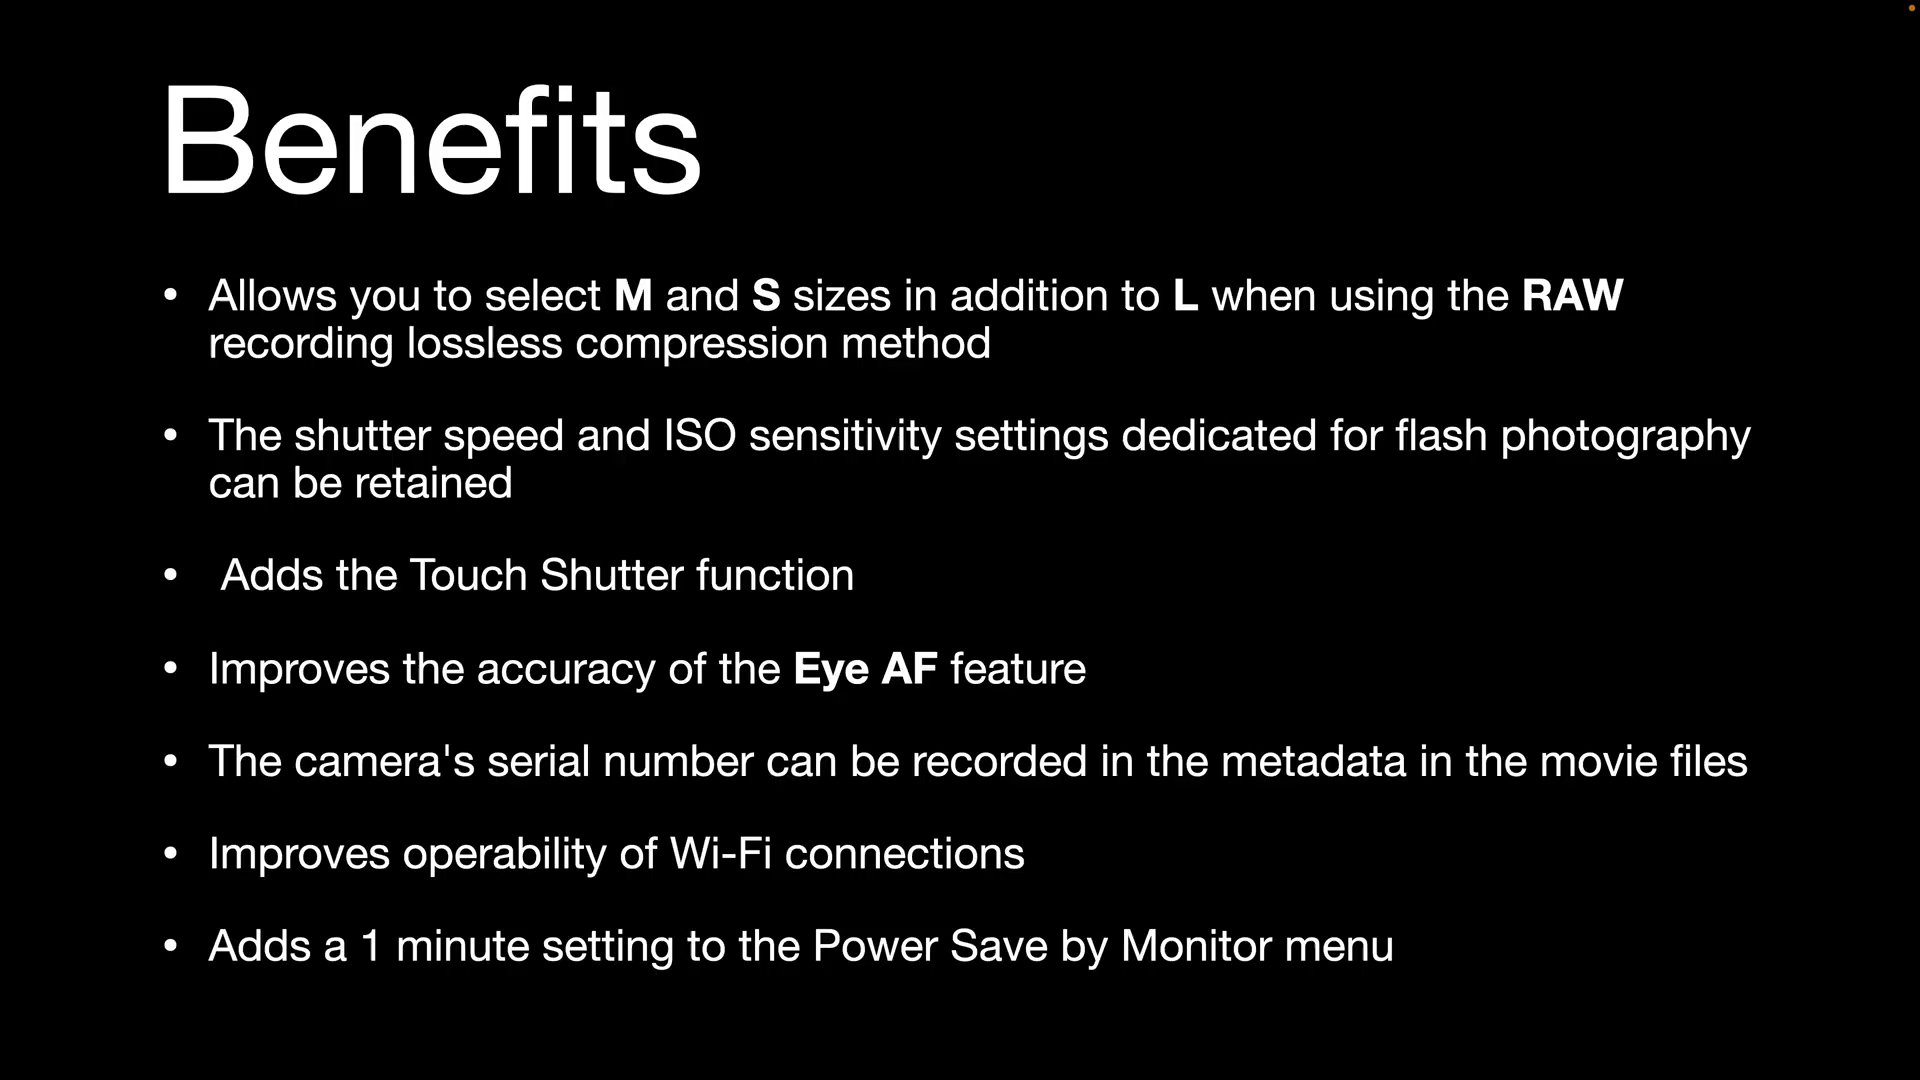 Benefits
• Allows you to select M and S sizes in addition to L when using the RAW
recording lossless compression method
• The shutter speed and ISO sensitivity settings dedicated for flash photography
can be retained
• Adds the Touch Shutter function
• Improves the accuracy of the Eye AF feature
• The camera's serial number can be recorded in the metadata in the movie files
• Improves operability of Wi-Fi connections
• Adds a 1 minute setting to the Power Save by Monitor menu